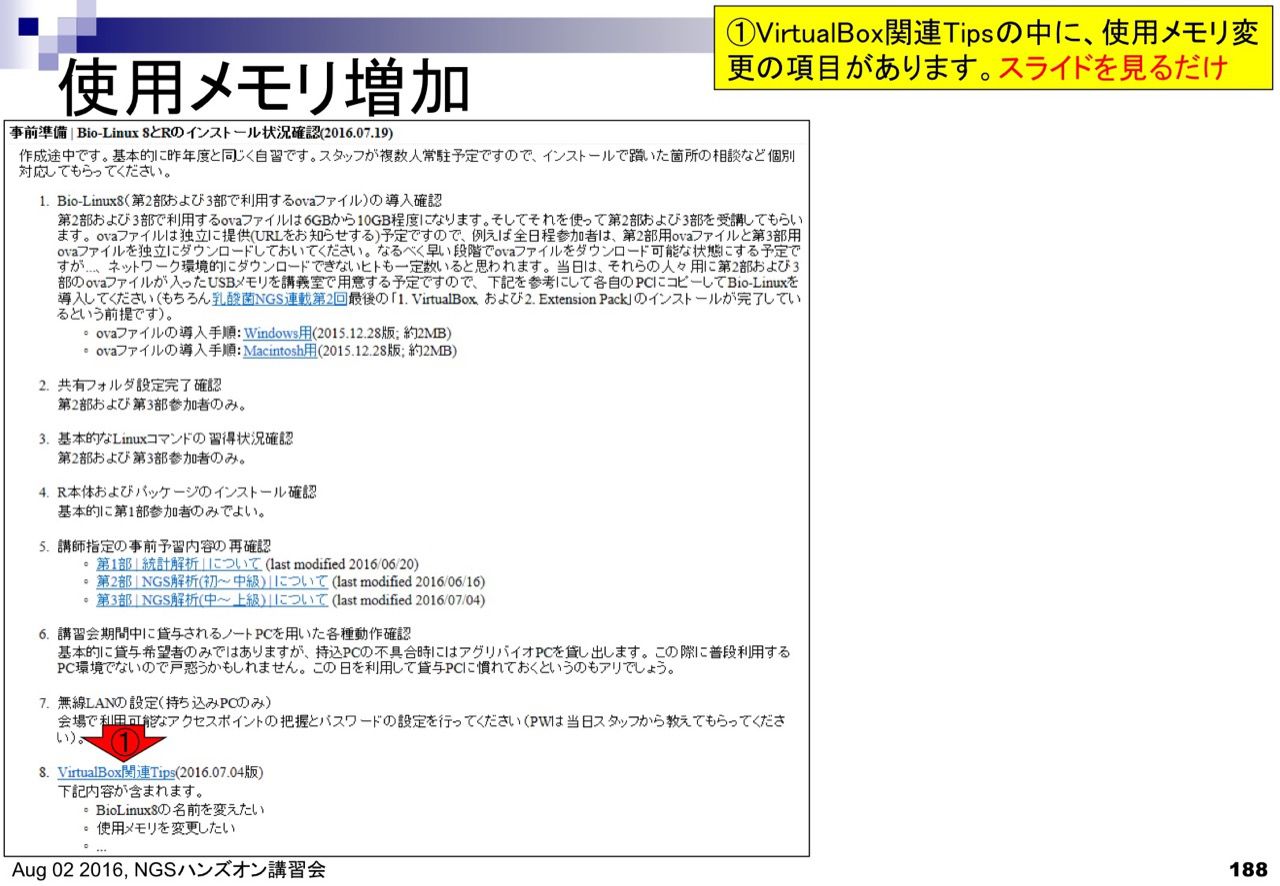 ①VirtualBox関連Tipsの中に、使用メモリ変
更の項目があります。スライドを見るだけ
使用メモリ増加
事前準備 | Bio-Linux 8とRのインストール状況確認(2016.07.19)
作成途中です。基本的に昨年度と同じく自習です。スタッフが複数人常駐予定ですので、インストールで躓いた箇所の相談など個別
対応してもらってください。
1. Bio-Linux8(第2部および3部で利用するovaファイル)の導入確認
第2部および3部で利用するovaファイルは6GBから10GB程度になります。そしてそれを使って第2部および3部を受講してもらい
ます。ovaファイルは独立に提供(URLをお知らせする)予定ですので、例えば全日程参加者は、第2部用ovaファイルと第3部用
ovaファイルを独立にダウンロードしておいてください。なるべく早い段階でovaファイルをダウンロード可能な状態にする予定で
すが...、ネットワーク環境的にダウンロードできないヒトも一定数いると思われます。当日は、それらの人々用に第2部および3
部のovaファイルが入ったUSBメモリを講義室で用意する予定ですので、下記を参考にして各自のPCにコピーしてBio-Linuxを
導入してください(もちろん乳酸菌NGS連載第2回最後の「1. VirtualBox, および2. Extension Pack」のインストールが完了してい
るという前提です)。
◦ ovaファイルの導入手順: Windows用(2015.12.28版; 約2MB)
◦ ovaファイルの導入手順: Macintosh用(2015.12.28版; 約2MB)
2. 共有フォルダ設定完了確認
第2部および第3部参加者のみ。
3. 基本的なLinuxコマンドの習得状況確認
第2部および第3部参加者のみ。
4. R本体およびパッケージのインストール確認
基本的に第1部参加者のみでよい。
5. 講師指定の事前予習内容の再確認
◦ 第1部 | 統計解析 | について (last modified 2016/06/20)
◦ 第2部 | NGS解析(初～中級) | について (last modified 2016/06/16)
◦ 第3部 | NGS解析(中～上級) | について (last modified 2016/07/04)
6. 講習会期間中に貸与されるノートPCを用いた各種動作確認
基本的に貸与希望者のみではありますが、持込PCの不具合時にはアグリバイオPCを貸し出します。この際に普段利用する
PC環境でないので戸惑うかもしれません。この日を利用して貸与PCに慣れておくというのもアリでしょう。
7. 無線LANの設定(持ち込みPCのみ)
会場で利用可能なアクセスポイントの把握とパスワードの設定を行ってください(PWは当日スタッフから教えてもらってくださ
い)。
①
8. VirtualBox関連Tips(2016.07.04版)
下記内容が含まれます。
◦ BioLinux8の名前を変えたい
◦ 使用メモリを変更したい
◦ ...
Aug 02 2016, NGSハンズオン講習会
188